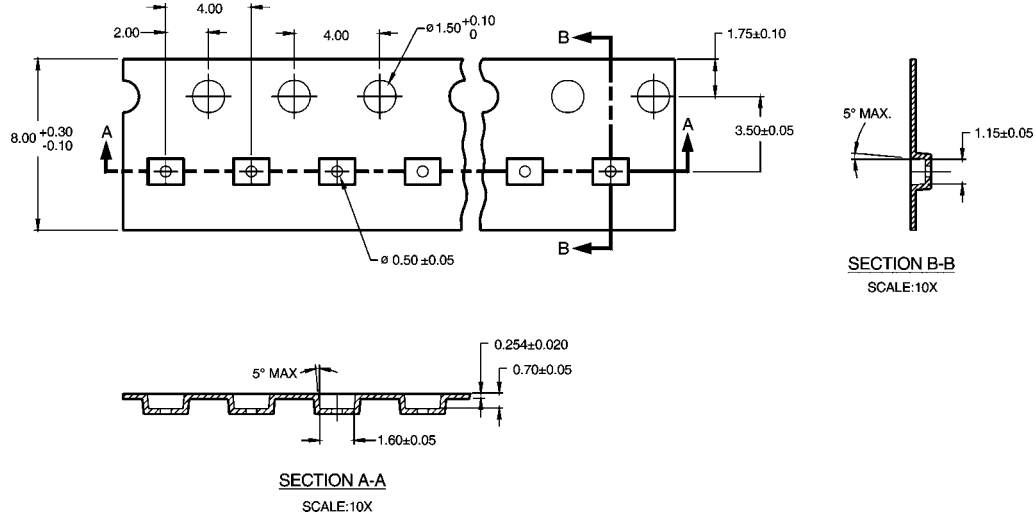 4.00
2.00
4.00
ø1.50 +0.10
0
B
1.75±0.10
8.00 +0.30
-0.10
A
A
3.50±0.05
5° MAX.
1.15±0.05
B
ø 0.50 ±0.05
SECTION B-B
SCALE:10X
0.254±0.020
5° MAX
0.70±0.05
1.60±0.05
SECTION A-A
SCALE:10X